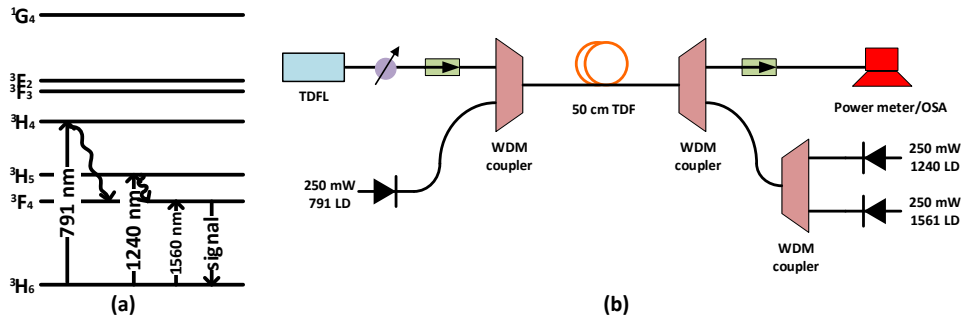 ¹G₄
³F₂
³F₃
³H₄
³H₅
³F₄
³H₆
791 nm
1240 nm
1560 nm
signal
(a)
TDFL
250 mW
791 LD
WDM
coupler
50 cm TDF
WDM
coupler
Power meter/OSA
250 mW
1240 LD
250 mW
1561 LD
WDM
coupler
(b)